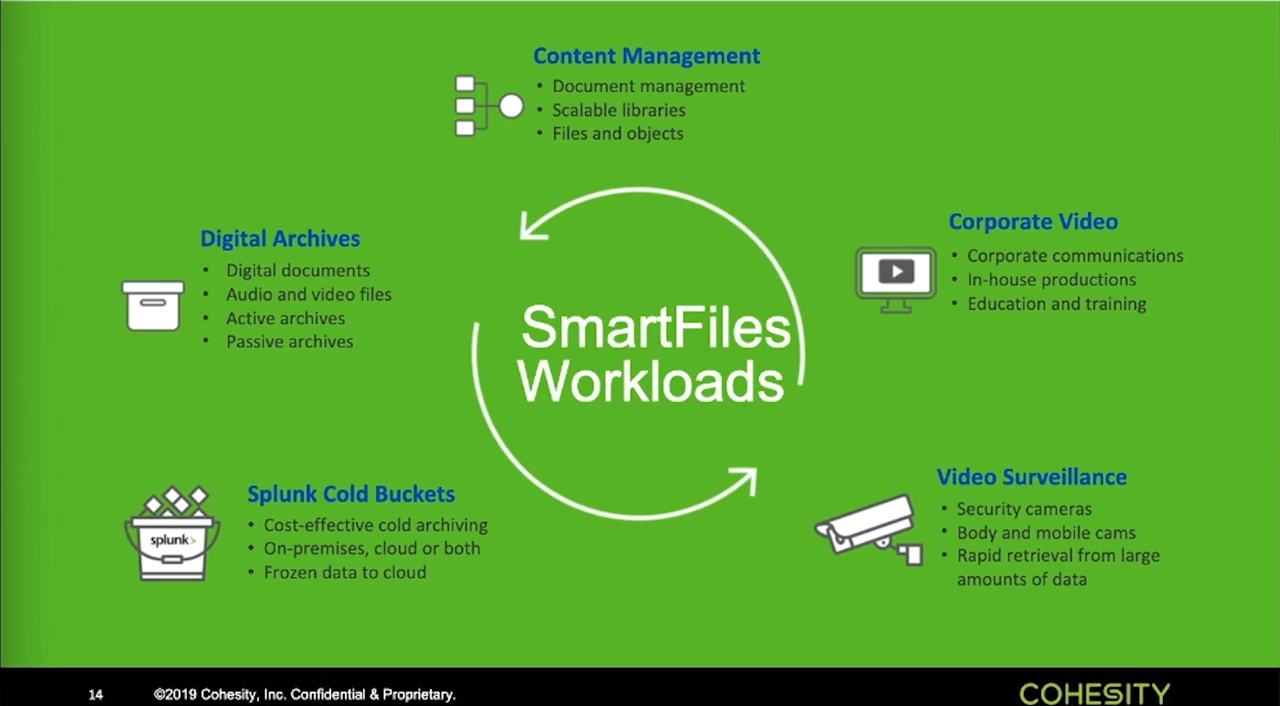 Content Management
• Document management
• Scalable libraries
• Files and objects
Digital Archives
• Digital documents
• Audio and video files
• Active archives
• Passive archives
Corporate Video
• Corporate communications
• In-house productions
• Education and training
SmartFiles
Workloads
Splunk Cold Buckets
• Cost-effective cold archiving
• On-premises, cloud or both
• Frozen data to cloud
splunk>
Video Surveillance
• Security cameras
• Body and mobile cams
• Rapid retrieval from large
amounts of data
14 ©2019 Cohesity, Inc. Confidential & Proprietary.
COHESITY